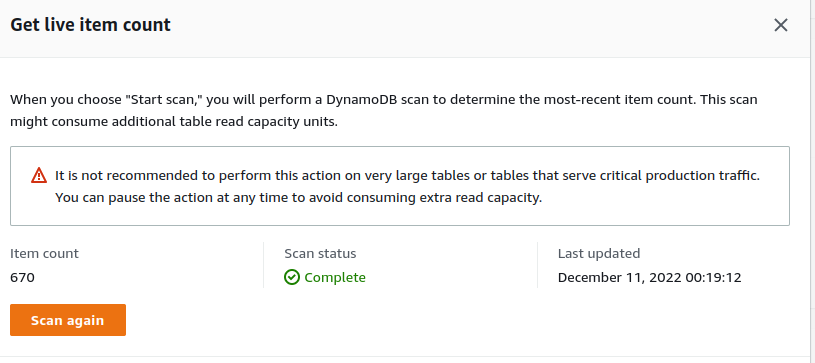 Get live item count
When you choose "Start scan," you will perform a DynamoDB scan to determine the most-recent item count. This scan
might consume additional table read capacity units.
It is not recommended to perform this action on very large tables or tables that serve critical production traffic.
You can pause the action at any time to avoid consuming extra read capacity.
Item count
670
Scan status
Complete
Last updated
December 11, 2022 00:19:12
Scan again